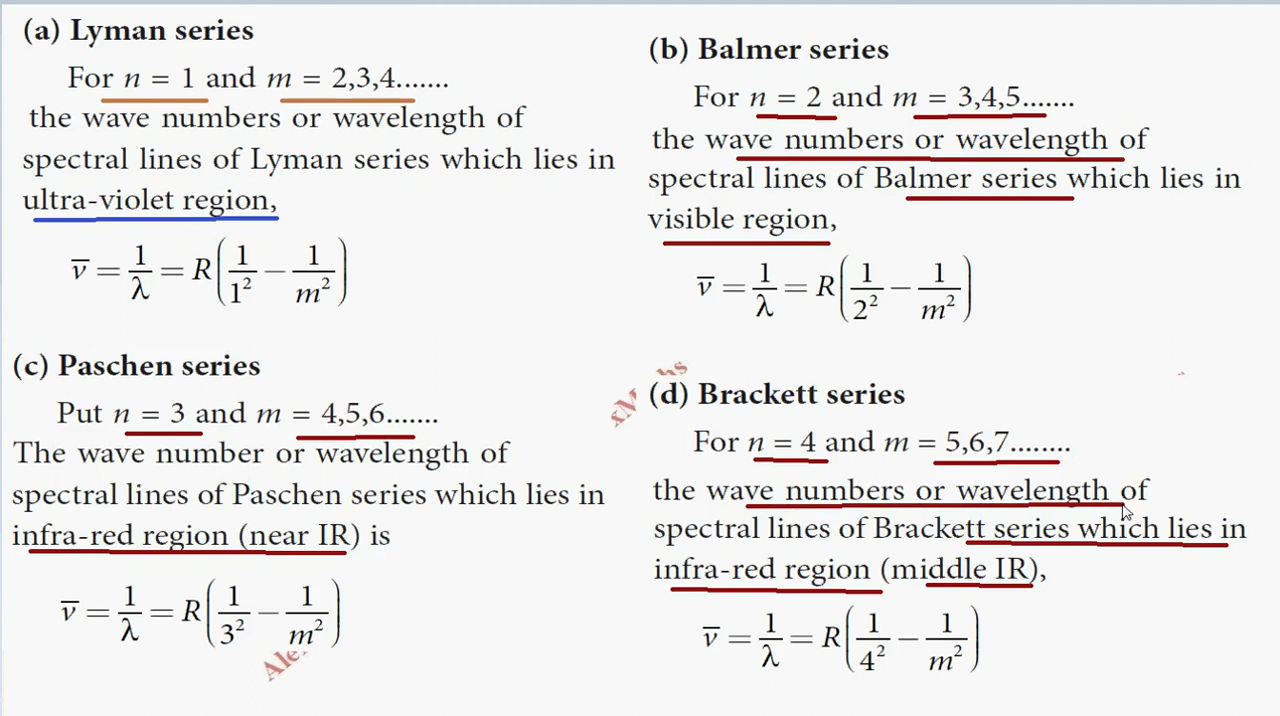 (a) Lyman series
For n = 1 and m = 2,3,4.......
the wave numbers or wavelength of
spectral lines of Lyman series which lies in
ultra-violet region,
ν̅ = 1/λ = R(1/1² − 1/m²)
(b) Balmer series
For n = 2 and m = 3,4,5.......
the wave numbers or wavelength of
spectral lines of Balmer series which lies in
visible region,
ν̅ = 1/λ = R(1/2² − 1/m²)
(c) Paschen series
Put n = 3 and m = 4,5,6.......
The wave number or wavelength of
spectral lines of Paschen series which lies in
infra-red region (near IR) is
ν̅ = 1/λ = R(1/3² − 1/m²)
Ale
(d) Brackett series
For n = 4 and m = 5,6,7........
the wave numbers or wavelength of
spectral lines of Brackett series which lies in
infra-red region (middle IR),
ν̅ = 1/λ = R(1/4² − 1/m²)